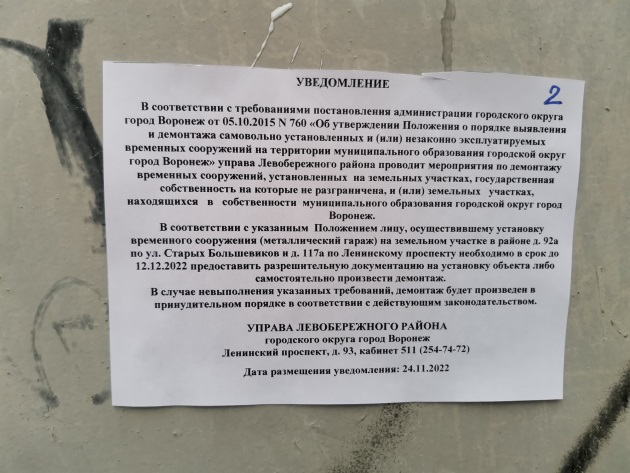 2
УВЕДОМЛЕНИЕ
В соответствии с требованиями постановления администрации городского округа
город Воронеж от 05.10.2015 N 760 «Об утверждении Положения о порядке выявления
и демонтажа самовольно установленных и (или) незаконно эксплуатируемых
временных сооружений на территории муниципального образования городской округ
город Воронеж» управа Левобережного района проводит мероприятия по демонтажу
временных сооружений, установленных на земельных участках, государственная
собственность на которые не разграничена, и (или) земельных участках,
находящихся в собственности муниципального образования городской округ город
Воронеж.
В соответствии с указанным Положением лицу, осуществившему установку
временного сооружения (металлический гараж) на земельном участке в районе д. 92а
по ул. Старых Большевиков и д. 117а по Ленинскому проспекту необходимо в срок до
12.12.2022 предоставить разрешительную документацию на установку объекта либо
самостоятельно произвести демонтаж.
В случае невыполнения указанных требований, демонтаж будет произведен в
принудительном порядке в соответствии с действующим законодательством.
УПРАВА ЛЕВОБЕРЕЖНОГО РАЙОНА
городского округа город Воронеж
Ленинский проспект, д. 93, кабинет 511 (254-74-72)
Дата размещения уведомления: 24.11.2022